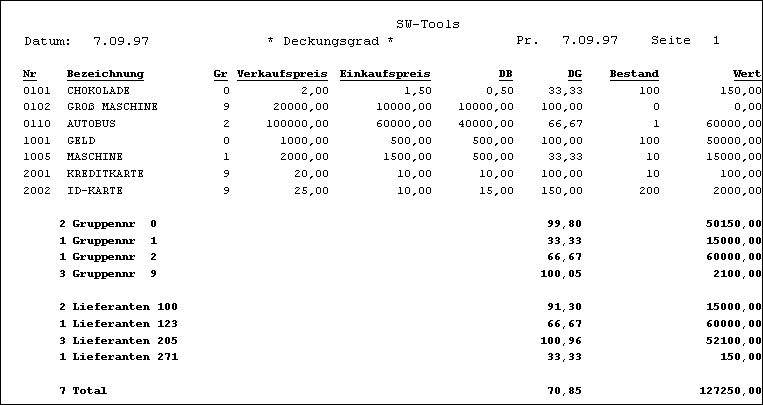 SW-Tools
Datum: 7.09.97 * Deckungsgrad * Pr. 7.09.97 Seite 1
Nr Bezeichnung Gr Verkaufspreis Einkaufspreis DB DG Bestand Wert
0101 CHOKOLADE 0 2,00 1,50 0,50 33,33 100 150,00
0102 GROß MASCHINE 9 20000,00 10000,00 10000,00 100,00 0 0,00
0110 AUTOBUS 2 100000,00 60000,00 40000,00 66,67 1 60000,00
1001 GELD 0 1000,00 500,00 500,00 100,00 100 50000,00
1005 MASCHINE 1 2000,00 1500,00 500,00 33,33 10 15000,00
2001 KREDITKARTE 9 20,00 10,00 10,00 100,00 10 100,00
2002 ID-KARTE 9 25,00 10,00 15,00 150,00 200 2000,00
2 Gruppennr 0 99,80 50150,00
1 Gruppennr 1 33,33 15000,00
1 Gruppennr 2 66,67 60000,00
3 Gruppennr 9 100,05 2100,00
2 Lieferanten 100 91,30 15000,00
1 Lieferanten 123 66,67 60000,00
3 Lieferanten 205 100,96 52100,00
1 Lieferanten 271 33,33 150,00
7 Total 70,85 127250,00